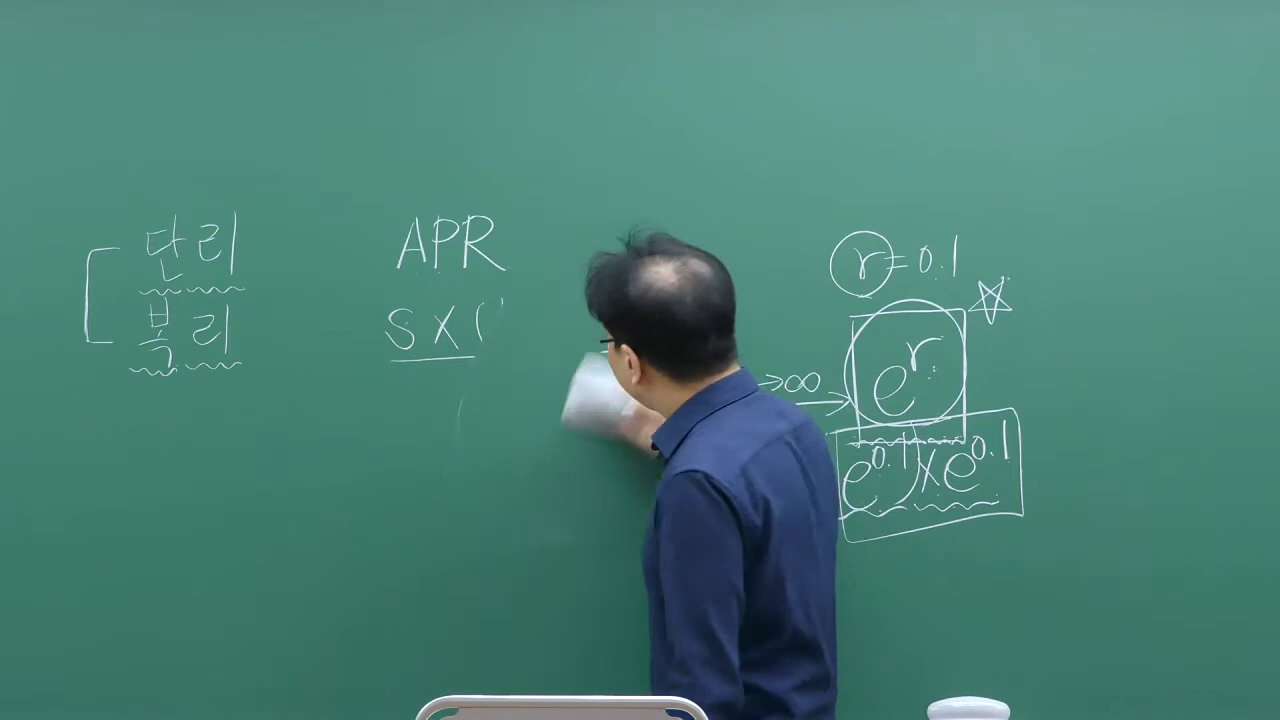 단리
복리
APR
S×(
r = 0.1
→∞
e^r
e^0.1) × e^0.1